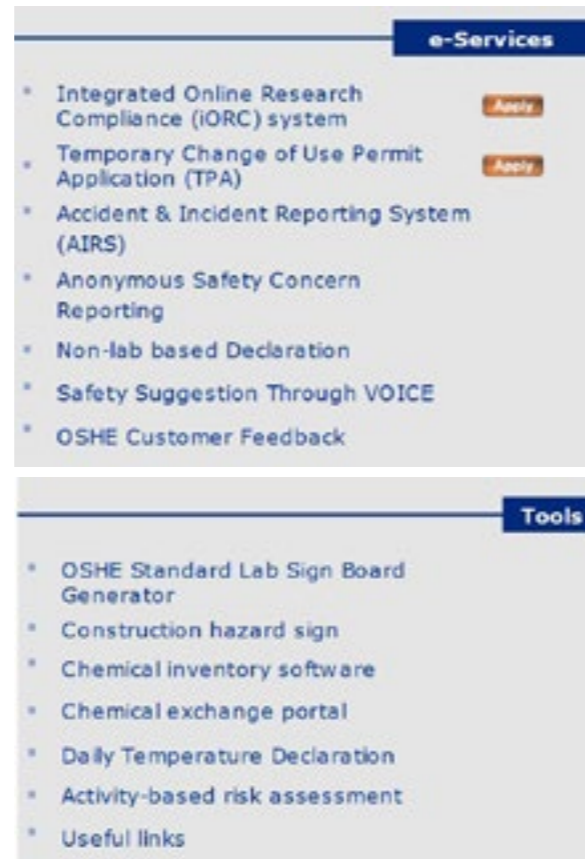 e-Services
Integrated Online Research
Compliance (iORC) system
Apply
Temporary Change of Use Permit
Application (TPA)
Apply
Accident & Incident Reporting System
(AIRS)
Anonymous Safety Concern
Reporting
Non-lab based Declaration
Safety Suggestion Through VOICE
OSHE Customer Feedback
Tools
OSHE Standard Lab Sign Board
Generator
Construction hazard sign
Chemical inventory software
Chemical exchange portal
Daily Temperature Declaration
Activity-based risk assessment
Useful links